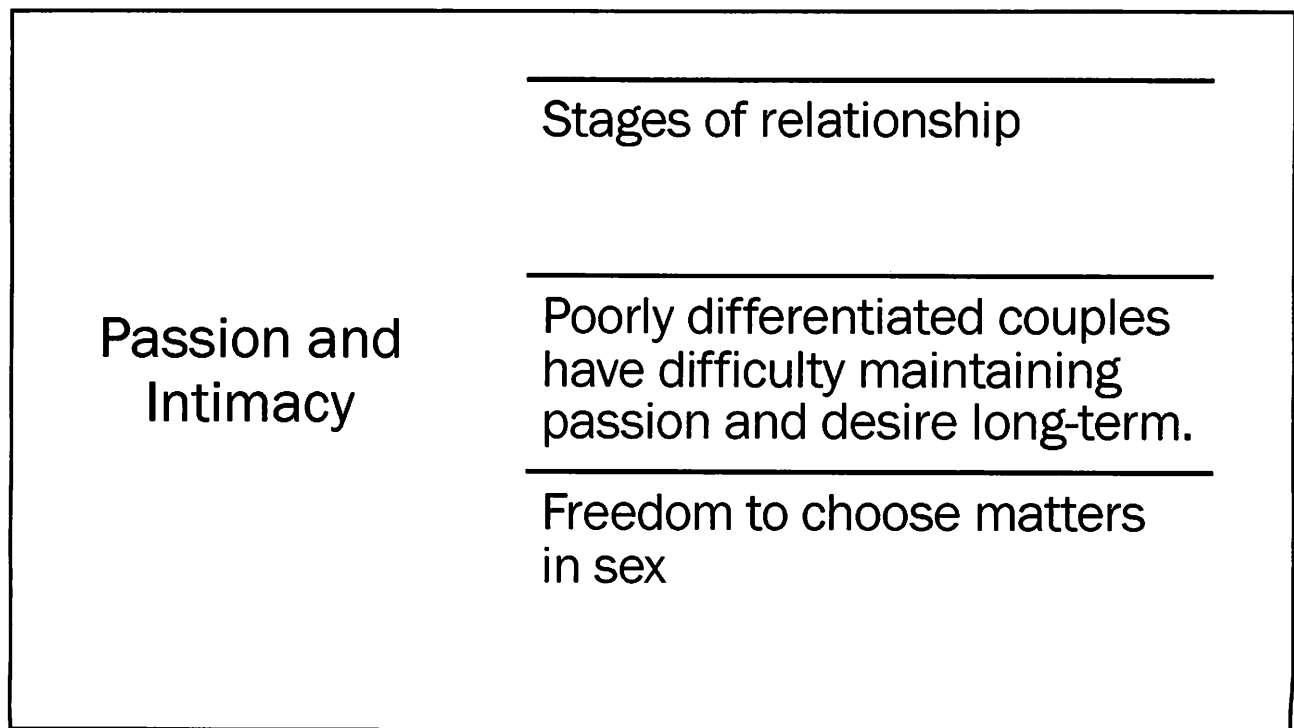 Passion and
Intimacy
Stages of relationship
Poorly differentiated couples
have difficulty maintaining
passion and desire long-term.
Freedom to choose matters
in sex